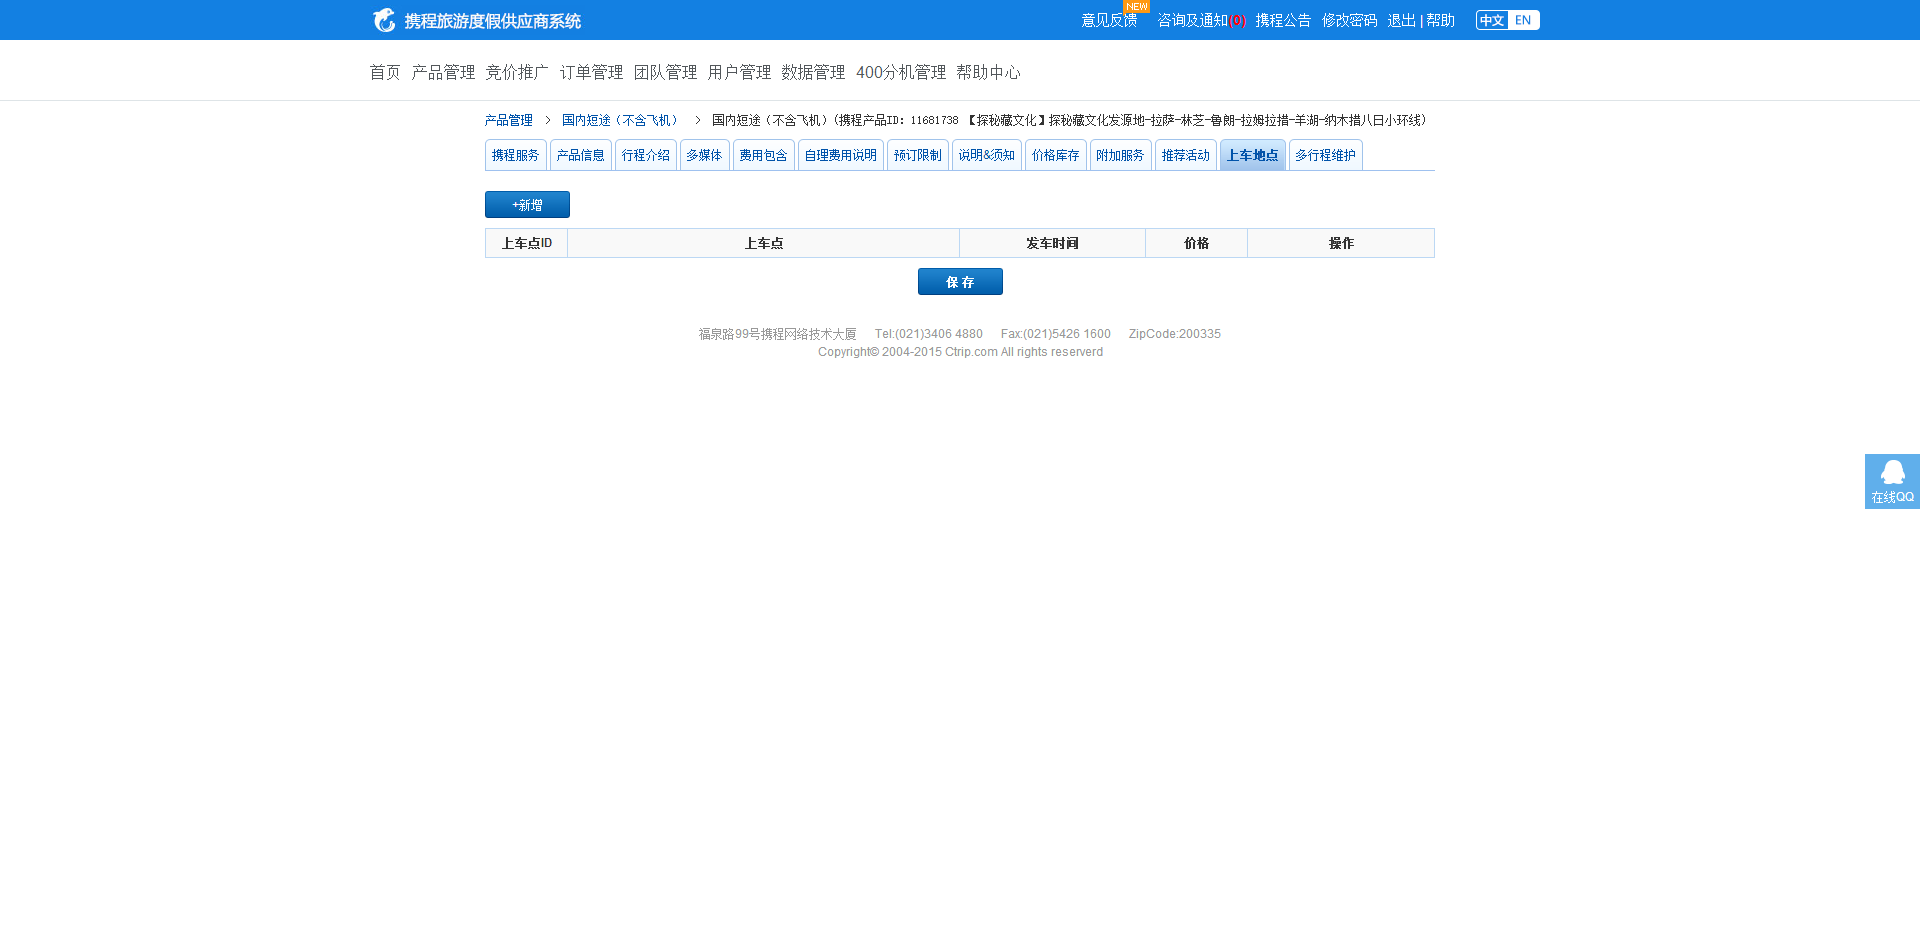 携程旅游度假供应商系统 意见反馈 NEW 咨询及通知(0) 携程公告 修改密码 退出 | 帮助 中文 EN
首页 产品管理 竞价推广 订单管理 团队管理 用户管理 数据管理 400分机管理 帮助中心
产品管理 > 国内短途（不含飞机） > 国内短途（不含飞机）(携程产品ID: 11681738 【探秘藏文化】探秘藏文化发源地-拉萨-林芝-鲁朗-拉姆拉措-羊湖-纳木措八日小环线)
携程服务 产品信息 行程介绍 多媒体 费用包含 自理费用说明 预订限制 说明&须知 价格库存 附加服务 推荐活动 上车地点 多行程维护
+新增
上车点ID 上车点 发车时间 价格 操作
保 存
福泉路99号携程网络技术大厦 Tel:(021)3406 4880 Fax:(021)5426 1600 ZipCode:200335
Copyright© 2004-2015 Ctrip.com All rights reserverd
在线QQ